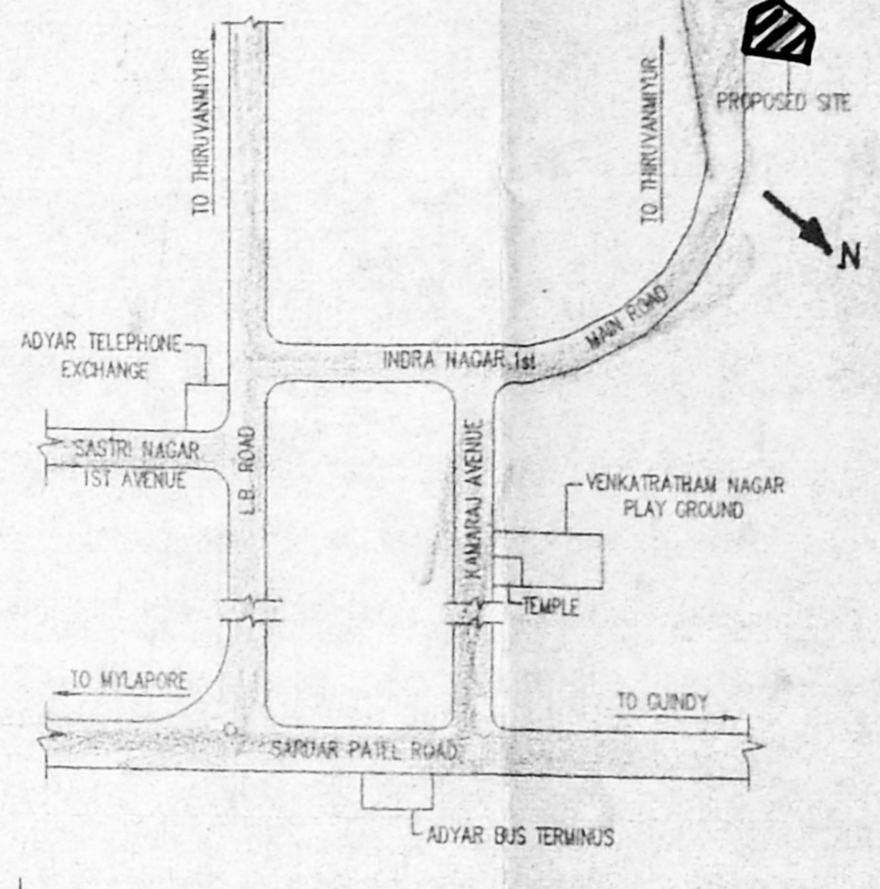 TO THIRUVANMIYUR
TO THIRUVANMIYUR
PROPOSED SITE
N
ADYAR TELEPHONE
EXCHANGE
INDRA NAGAR 1st
MAIN ROAD
SASTRI NAGAR
1ST AVENUE
L.B. ROAD
KAMARAJ AVENUE
VENKATRATHAM NAGAR
PLAY GROUND
TEMPLE
TO MYLAPORE
TO GUINDY
SARDAR PATEL ROAD
ADYAR BUS TERMINUS